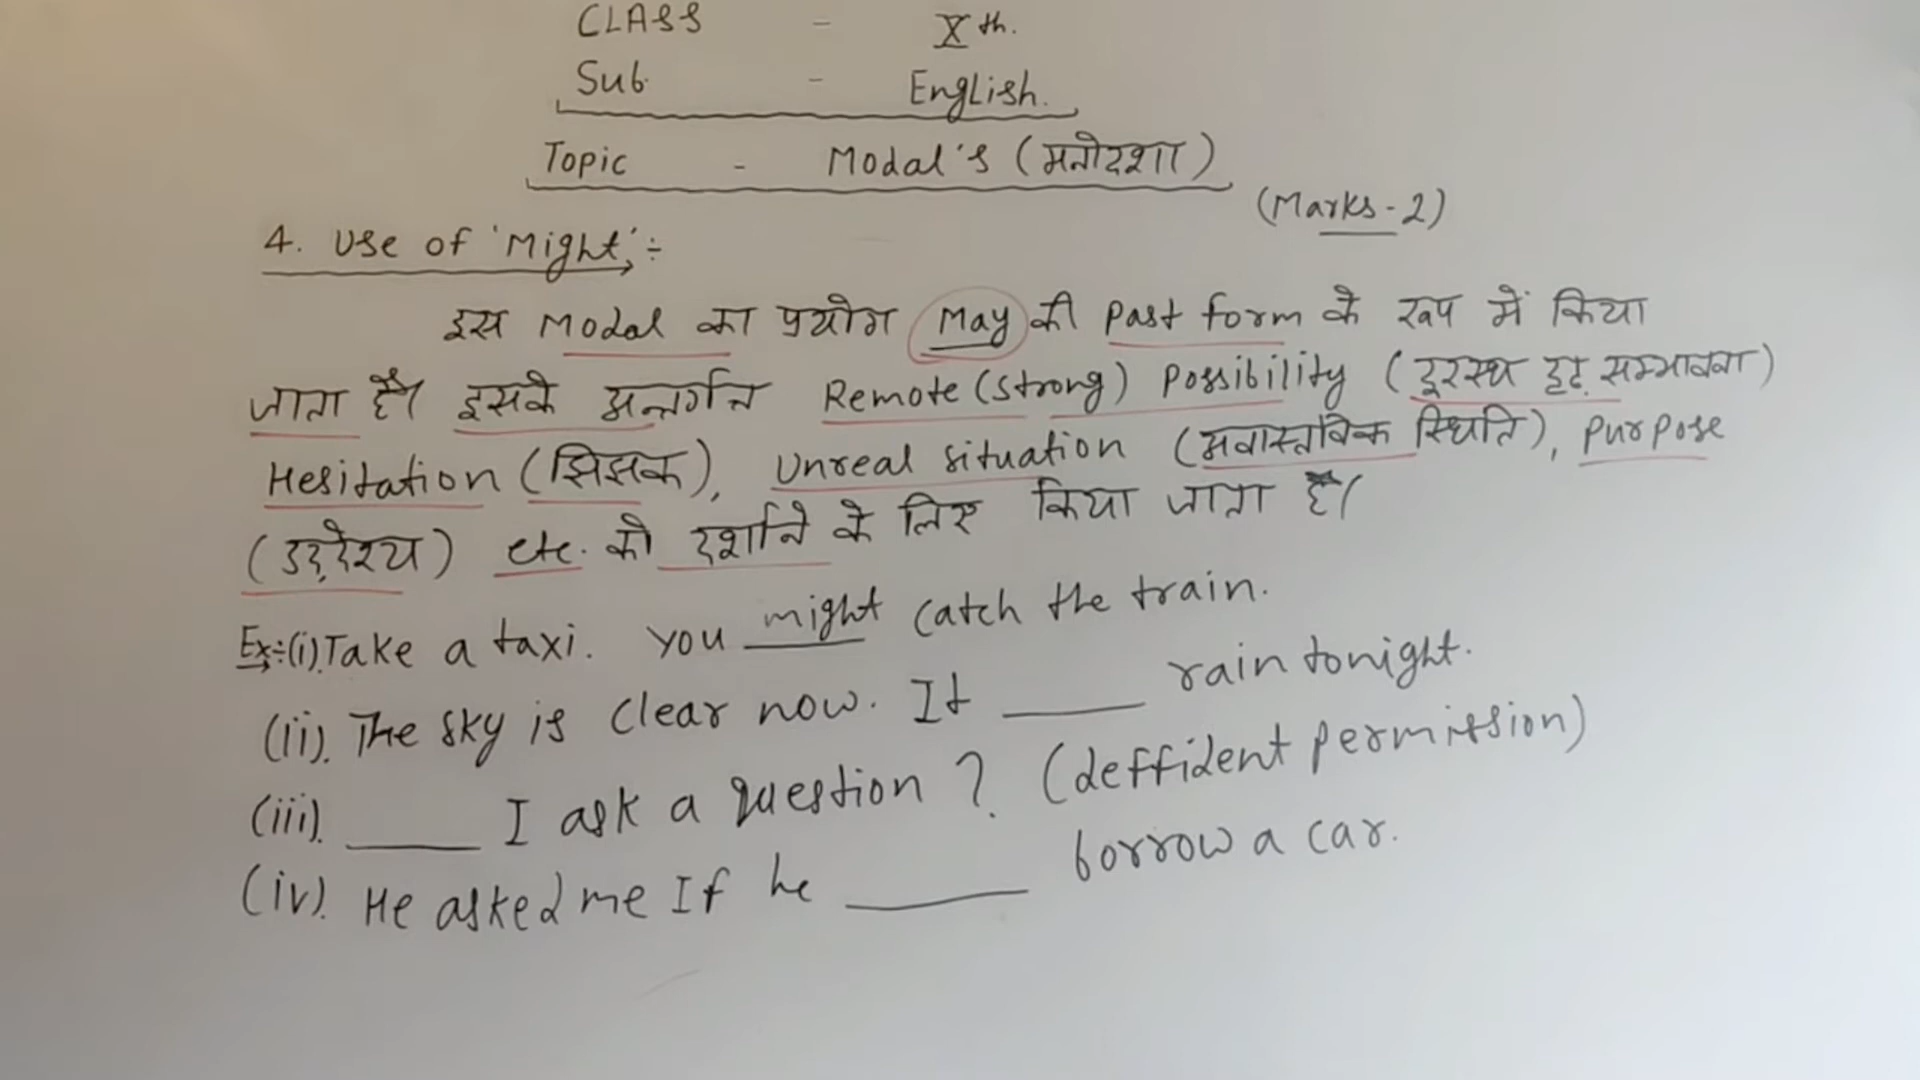 CLASS - Xth.
Sub. - English.
Topic - Modal's (मनोदशा)
(Marks-2)
4. Use of 'Might' ÷
इस Modal का प्रयोग May की Past form के रूप में किया
जाता है। इसके अन्तर्गत Remote (strong) Possibility (दूरस्थ दृढ़ सम्भावना)
Hesitation (झिझक), Unreal situation (अवास्तविक स्थिति), Purpose
(उद्देश्य) etc. को दर्शाने के लिए किया जाता है।
Ex÷(i). Take a taxi. You might catch the train.
(ii). The sky is clear now. It ____ rain tonight.
(iii). ____ I ask a question ? (deffident permission)
(iv). He asked me If he ____ borrow a car.